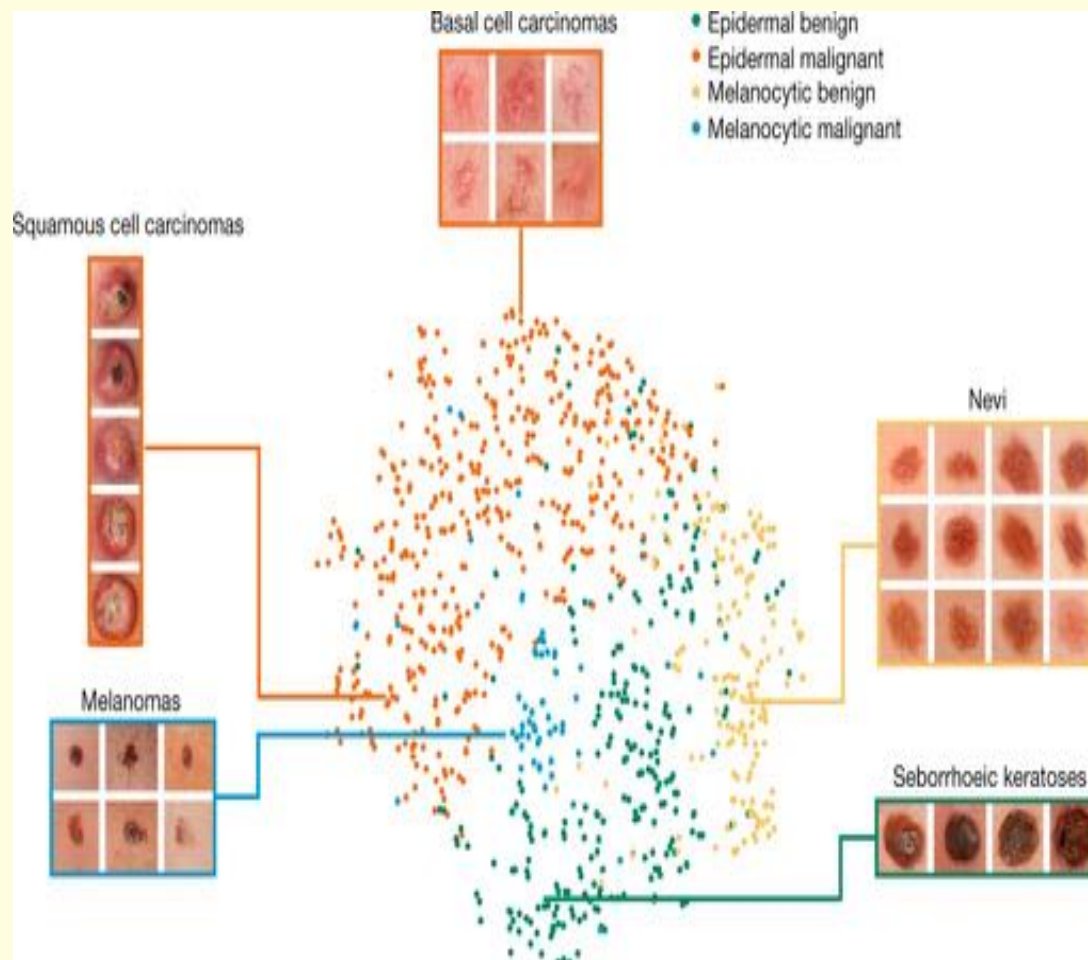 Basal cell carcinomas
Epidermal benign
Epidermal malignant
Melanocytic benign
Melanocytic malignant
Squamous cell carcinomas
Nevi
Melanomas
Seborrhoeic keratoses